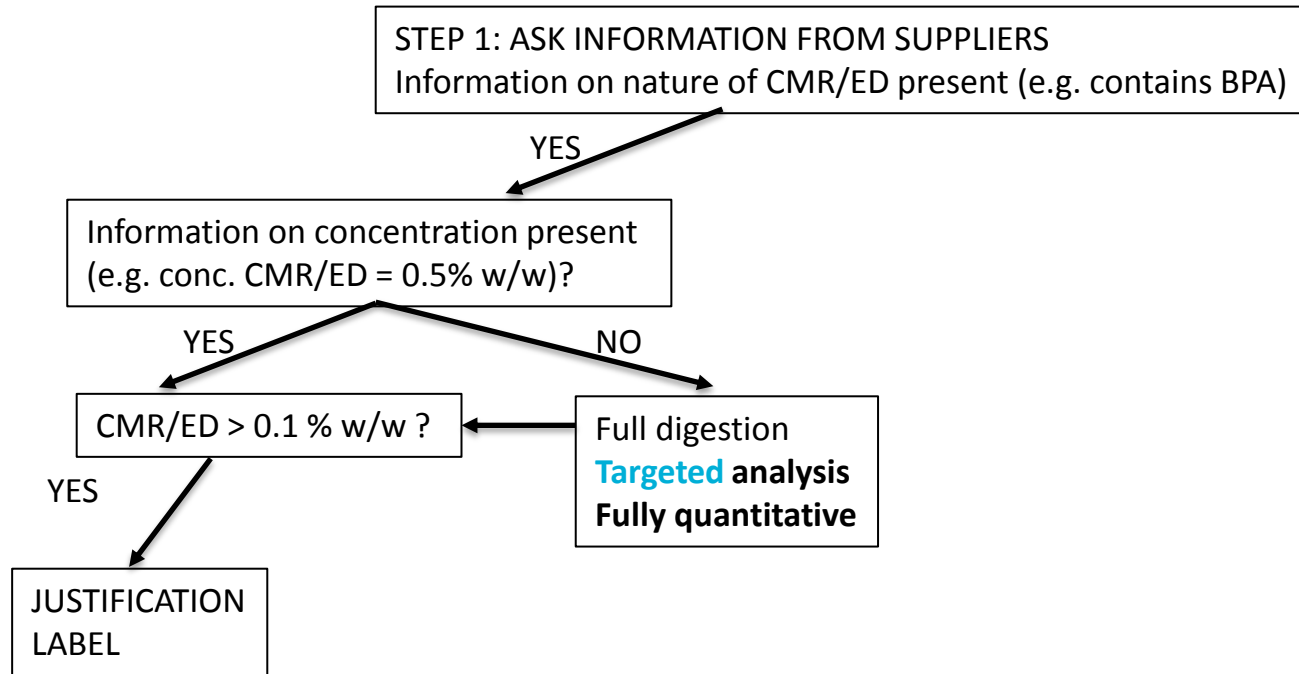 STEP 1: ASK INFORMATION FROM SUPPLIERS
Information on nature of CMR/ED present (e.g. contains BPA)
YES
Information on concentration present
(e.g. conc. CMR/ED = 0.5% w/w)?
YES
NO
CMR/ED > 0.1 % w/w ?
Full digestion
Targeted analysis
Fully quantitative
YES
JUSTIFICATION
LABEL